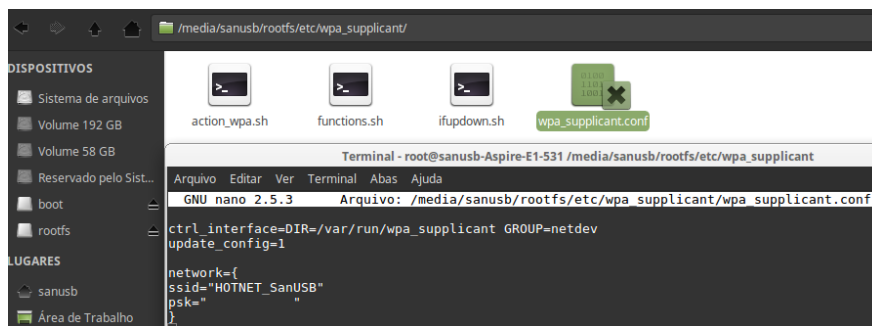 /media/sanusb/rootfs/etc/wpa_supplicant/
DISPOSITIVOS
Sistema de arquivos
Volume 192 GB
Volume 58 GB
Reservado pelo Sist...
boot
rootfs
LUGARES
sanusb
Área de Trabalho
action_wpa.sh
functions.sh
ifupdown.sh
wpa_supplicant.conf
Terminal - root@sanusb-Aspire-E1-531 /media/sanusb/rootfs/etc/wpa_supplicant
Arquivo Editar Ver Terminal Abas Ajuda
GNU nano 2.5.3 Arquivo: /media/sanusb/rootfs/etc/wpa_supplicant/wpa_supplicant.conf
ctrl_interface=DIR=/var/run/wpa_supplicant GROUP=netdev
update_config=1
network={
ssid="HOTNET_SanUSB"
psk=" "
}